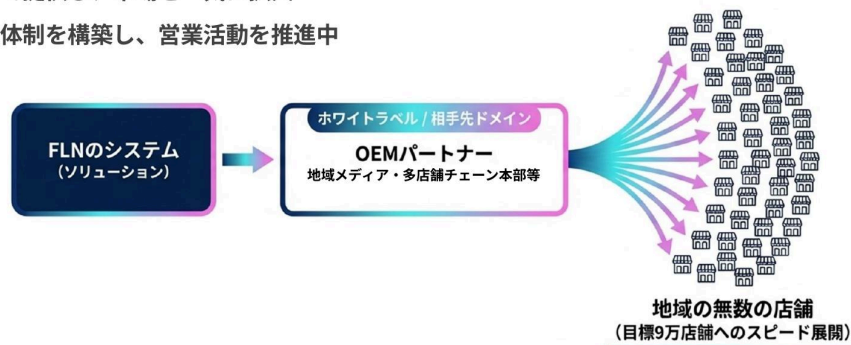 体制を構築し、営業活動を推進中
FLNのシステム
(ソリューション)
ホワイトラベル / 相手先ドメイン
OEMパートナー
地域メディア・多店舗チェーン本部等
地域の無数の店舗
(目標9万店舗へのスピード展開)